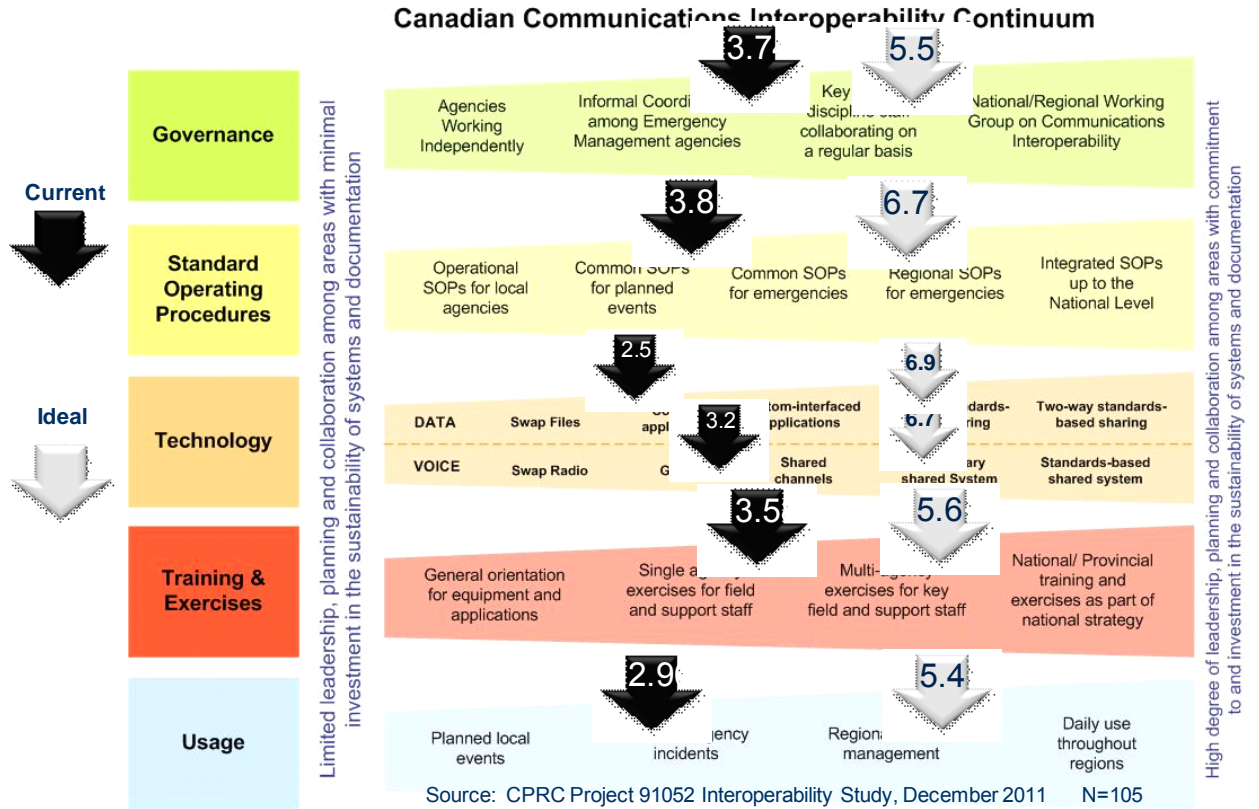 Canadian Communications Interoperability Continuum
3.7
5.5
Governance
Agencies
Working
Independently
Informal
among Emergency
Management agencies
Key
collaborating on
a regular basis
National/Regional Working
Group on Communications
Interoperability
Current
3.8
6.7
Standard
Operating
Procedures
Operational
SOPs for local
agencies
Common SOPs
for planned
events
Common SOPs
for emergencies
Regional SOPs
for emergencies
Integrated SOPs
up to the
National Level
2.5
6.9
Ideal
Technology
DATA
Swap Files
Two-way standards-
based sharing
3.2
6.7
VOICE
Swap Radio
Shared
channels
shared System
Standards-based
shared system
3.5
5.6
Training &
Exercises
General orientation
for equipment and
applications
Single agency
exercises for field
and support staff
Multi-agency
exercises for key
field and support staff
National/ Provincial
training and
exercises as part of
national strategy
2.9
5.4
Usage
Planned local
events
incidents
management
Daily use
throughout
regions
Limited leadership, planning and collaboration among areas with minimal
investment in the sustainability of systems and documentation
High degree of leadership, planning and collaboration among areas with commitment
to and investment in the sustainability of systems and documentation
Source: CPRC Project 91052 Interoperability Study, December 2011 N=105